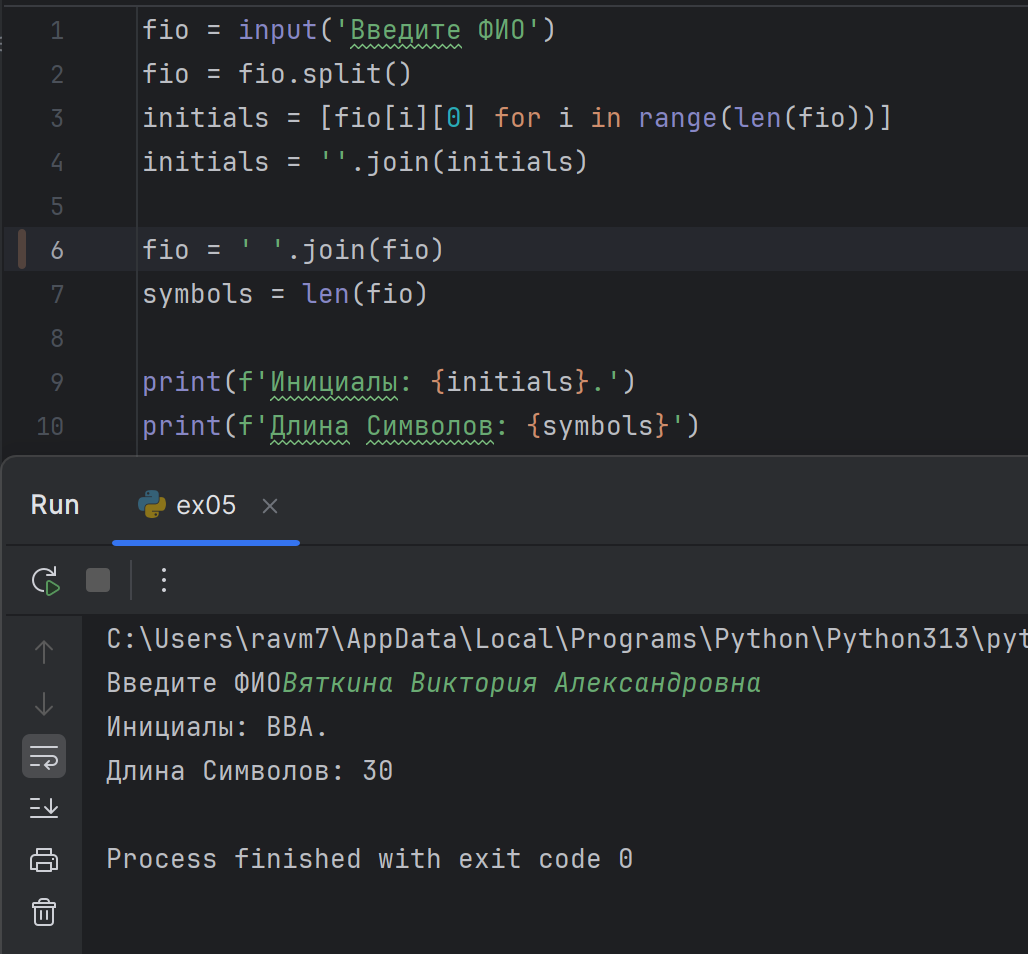 1 fio = input('Введите ФИО')
2 fio = fio.split()
3 initials = [fio[i][0] for i in range(len(fio))]
4 initials = ''.join(initials)
5
6 fio = ' '.join(fio)
7 symbols = len(fio)
8
9 print(f'Инициалы: {initials}.')
10 print(f'Длина Символов: {symbols}')
Run ex05
C:\Users\ravm7\AppData\Local\Programs\Python\Python313\pyt
Введите ФИОВяткина Виктория Александровна
Инициалы: ВВА.
Длина Символов: 30
Process finished with exit code 0